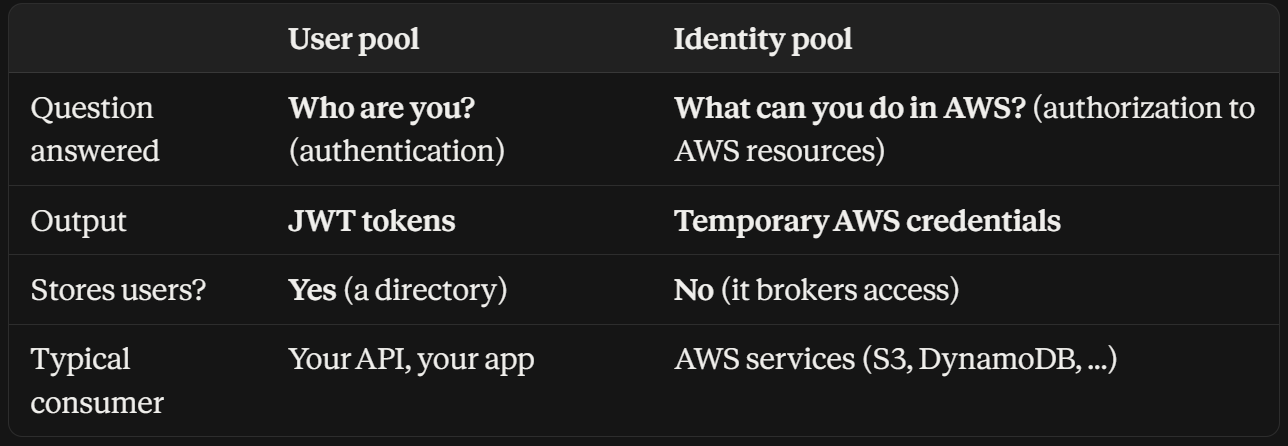 User pool Identity pool
Question answered Who are you? (authentication) What can you do in AWS? (authorization to AWS resources)
Output JWT tokens Temporary AWS credentials
Stores users? Yes (a directory) No (it brokers access)
Typical consumer Your API, your app AWS services (S3, DynamoDB, ...)